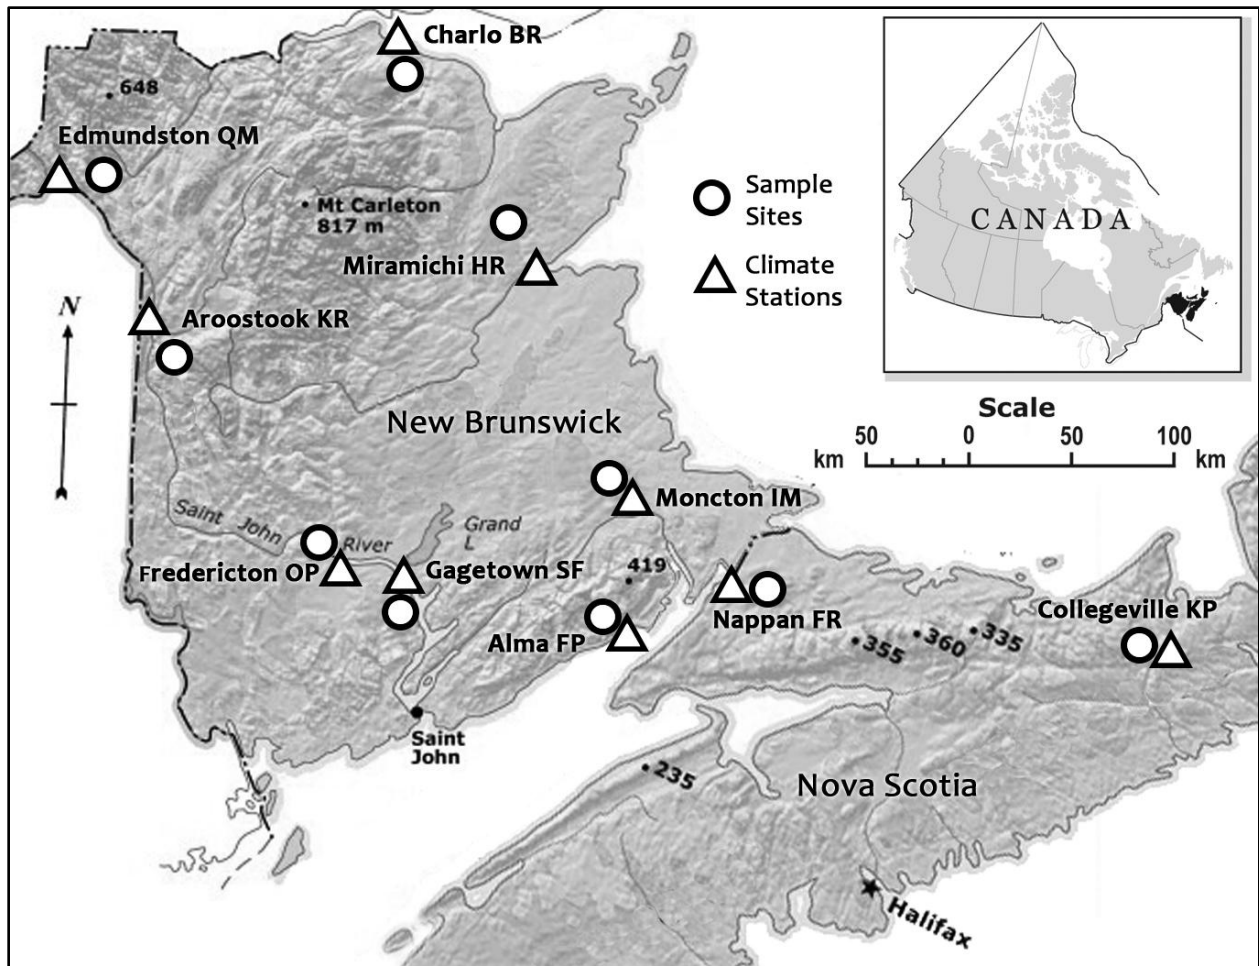 Charlo BR
648
Edmundston QM
Mt Carleton
817 m
Miramichi HR
Aroostook KR
N
Sample
Sites
Climate
Stations
CANADA
Scale
50 0 50 100
km km
New Brunswick
Moncton IM
Saint John River
Grand
L
Fredericton OP
Gagetown SF
419
Alma FP
Nappan FR
Collegeville KP
355
360
335
Saint
John
235
Nova Scotia
Halifax